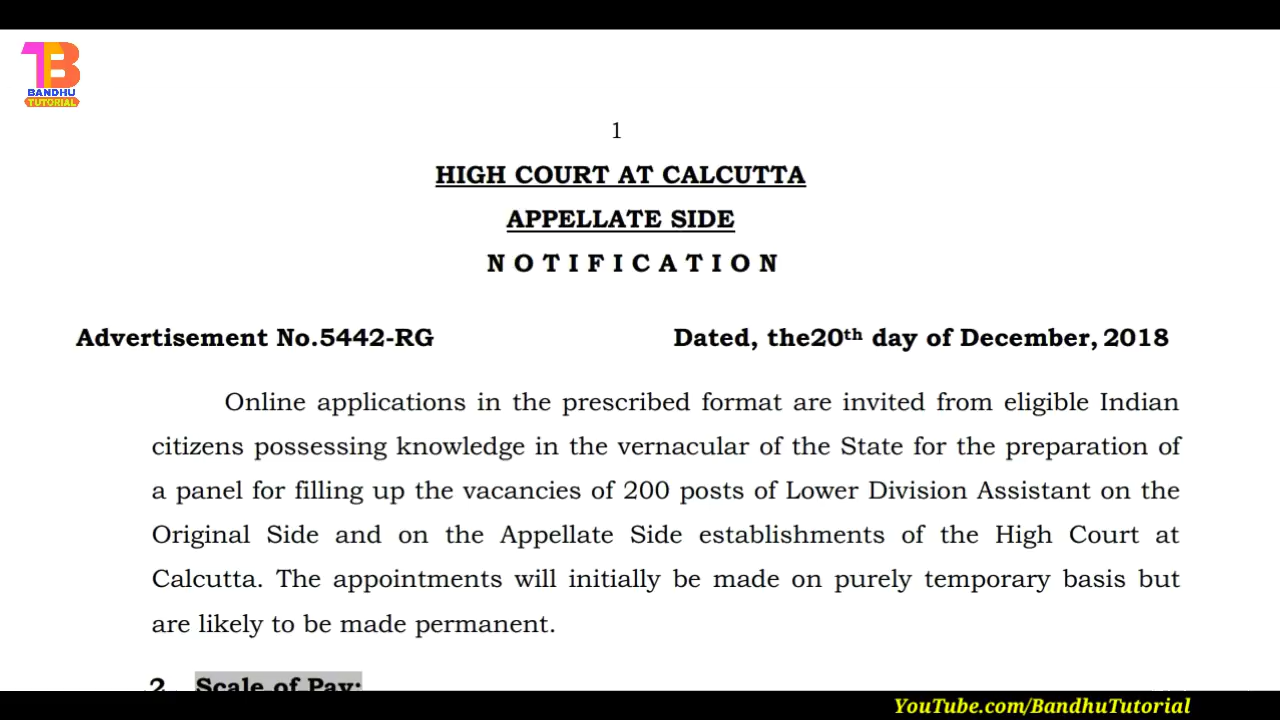 TB
BANDHU
TUTORIAL
1
HIGH COURT AT CALCUTTA
APPELLATE SIDE
N O T I F I C A T I O N
Advertisement No.5442-RG Dated, the20th day of December, 2018
Online applications in the prescribed format are invited from eligible Indian
citizens possessing knowledge in the vernacular of the State for the preparation of
a panel for filling up the vacancies of 200 posts of Lower Division Assistant on the
Original Side and on the Appellate Side establishments of the High Court at
Calcutta. The appointments will initially be made on purely temporary basis but
are likely to be made permanent.
2. Scale of Pay:
YouTube.com/BandhuTutorial